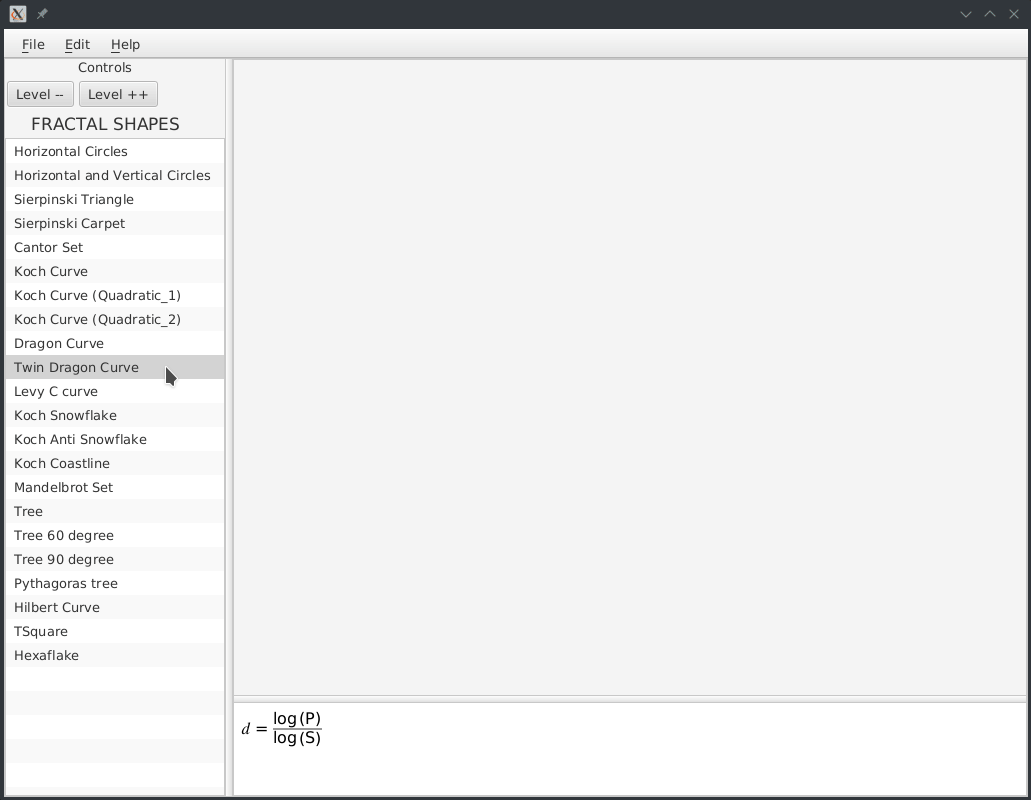 File Edit Help
Controls
Level -- Level ++
FRACTAL SHAPES
Horizontal Circles
Horizontal and Vertical Circles
Sierpinski Triangle
Sierpinski Carpet
Cantor Set
Koch Curve
Koch Curve (Quadratic_1)
Koch Curve (Quadratic_2)
Dragon Curve
Twin Dragon Curve
Levy C curve
Koch Snowflake
Koch Anti Snowflake
Koch Coastline
Mandelbrot Set
Tree
Tree 60 degree
Tree 90 degree
Pythagoras tree
Hilbert Curve
TSquare
Hexaflake
d = log(P)
log(S)